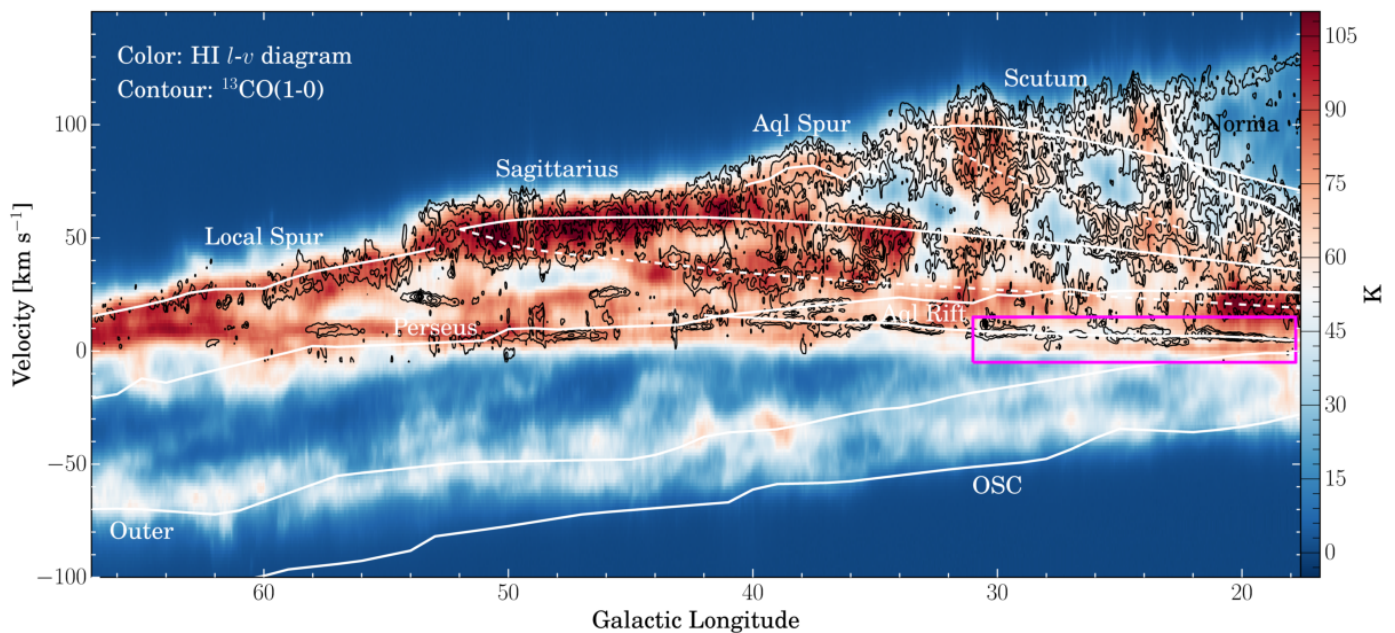 Color: HI l-v diagram
Contour: ¹³CO(1-0)
Scutum
Aql Spur
Norma
Sagittarius
Local Spur
Perseus
Aql Rift
OSC
Outer
Velocity [km s⁻¹]
100
50
0
−50
−100
60
50
40
30
20
Galactic Longitude
105
90
75
60
45
30
15
0
K